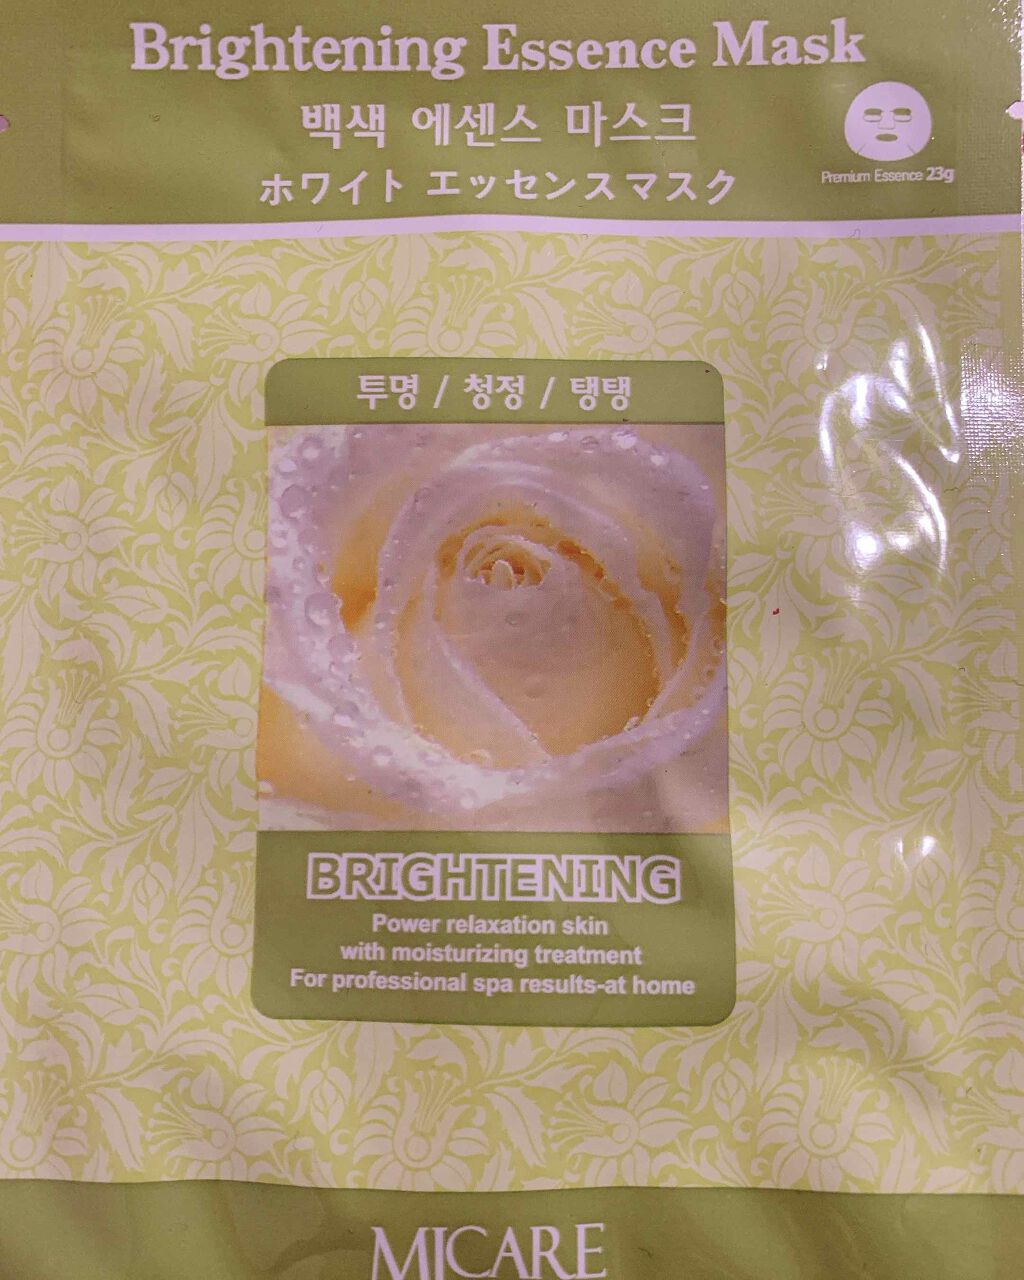 Brightening Essence Mask
백색 에센스 마스크
ホワイト エッセンスマスク
Premium Essence 23g
투명 / 청정 / 탱탱
BRIGHTENING
Power relaxation skin
with moisturizing treatment
For professional spa results-at home
MJCARE